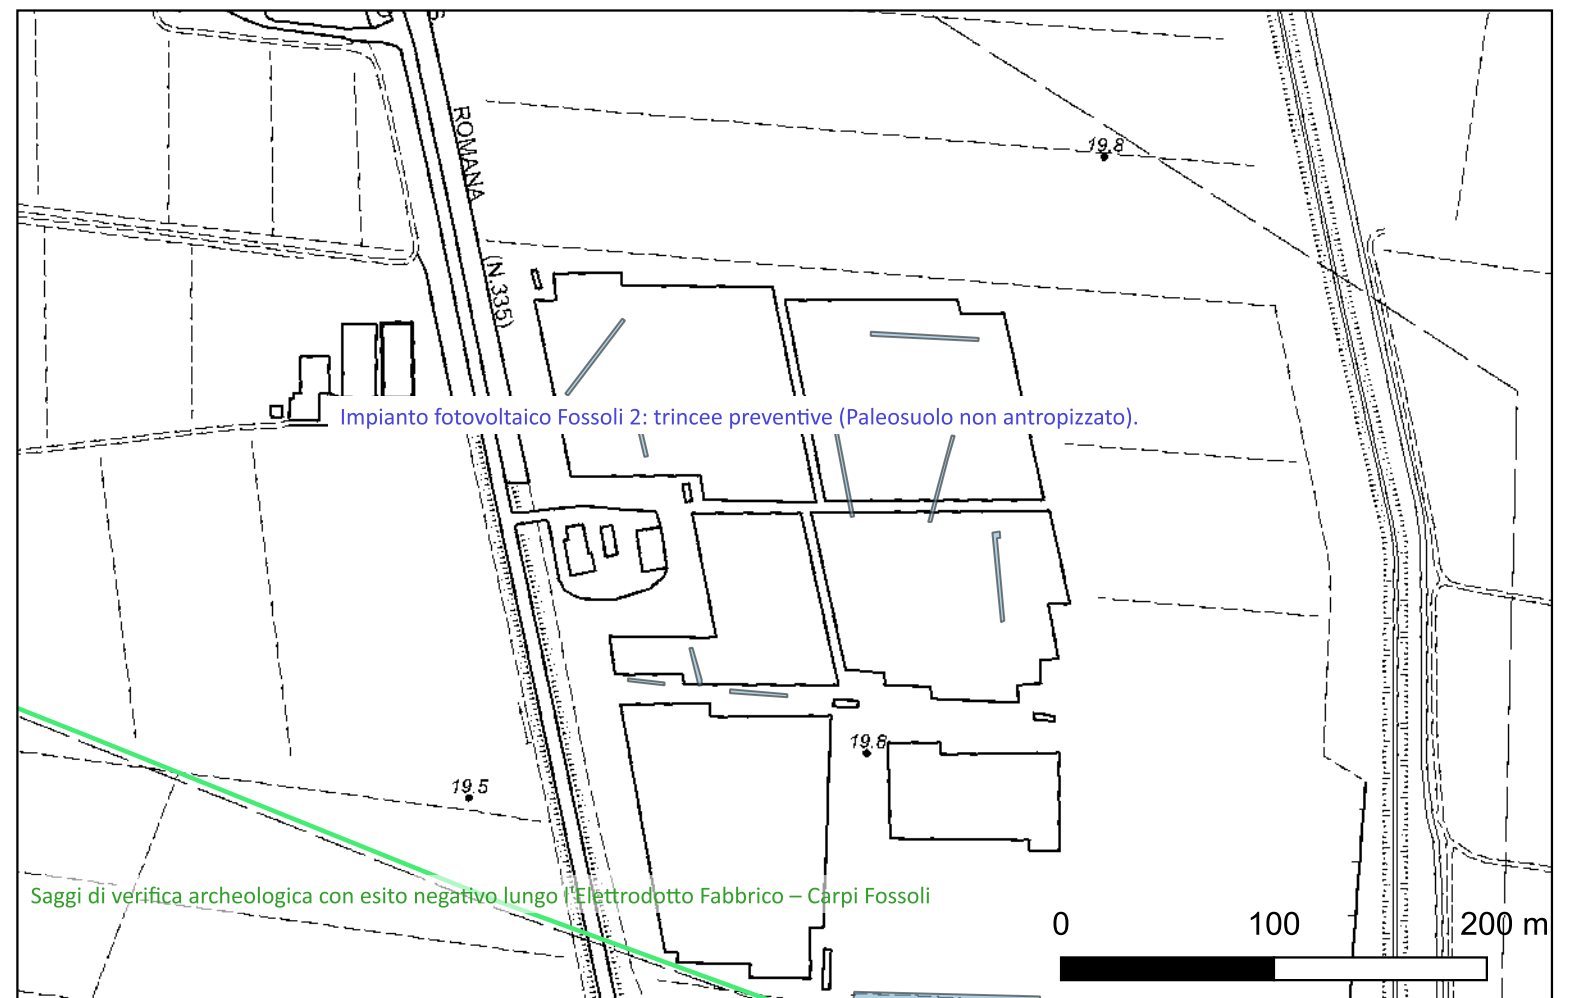 ROMANA
19.8
(N.335)
Impianto fotovoltaico Fossoli 2: trincee preventive (Paleosuolo non antropizzato).
19.8
19.5
Saggi di verifica archeologica con esito negativo lungo l'Elettrodotto Fabbrico – Carpi Fossoli
0 100 200 m